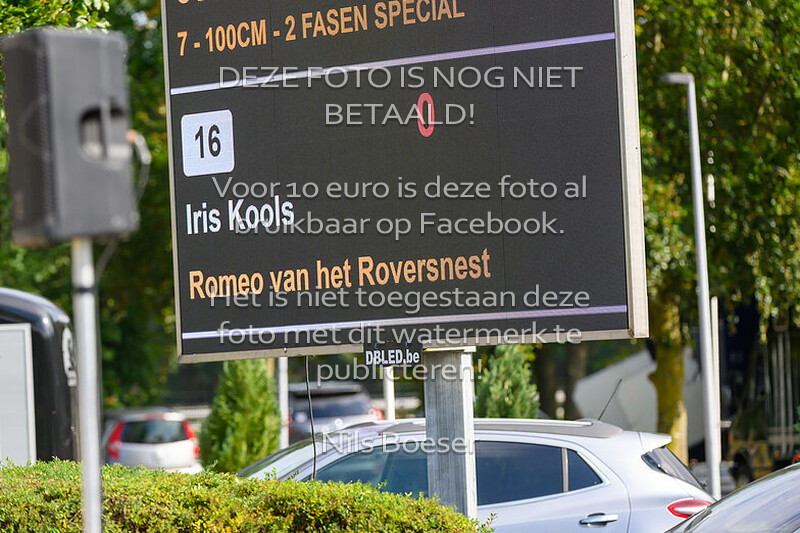 7 - 100CM - 2 FASEN SPECIAL
DEZE FOTO IS NOG NIET
BETAALD!
0
16
Voor 10 euro is deze foto al
Iris Kools
bruikbaar op Facebook.
Romeo van het Roversnest
Het is niet toegestaan deze
foto met dit watermerk te
DBLED.be
publiceren!
Nils Boeser